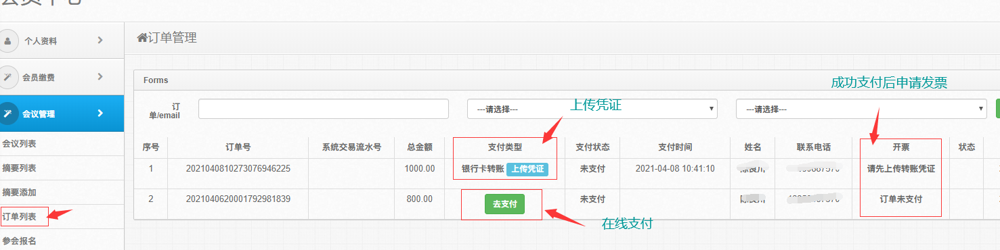 会员中心
个人资料
会员缴费
会议管理
会议列表
摘要列表
摘要添加
订单列表
参会报名
订单管理
Forms
成功支付后申请发票
订
单/email
---请选择---
上传凭证
---请选择---
序号 订单号 系统交易流水号 总金额 支付类型 支付状态 支付时间 姓名 联系电话 开票 状态
1 2021040810273076946225 1000.00 银行卡转账 上传凭证 未支付 2021-04-08 10:41:10 请先上传转账凭证
2 2021040620001792981839 800.00 去支付 未支付 订单未支付
在线支付